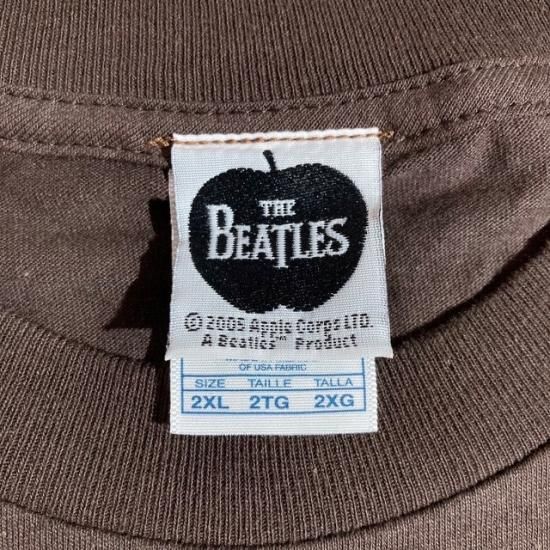 THE
BEATLES
© 2005 Apple Corps LTD.
A Beatles™ Product
OF USA FABRIC
SIZE TAILLE TALLA
2XL 2TG 2XG